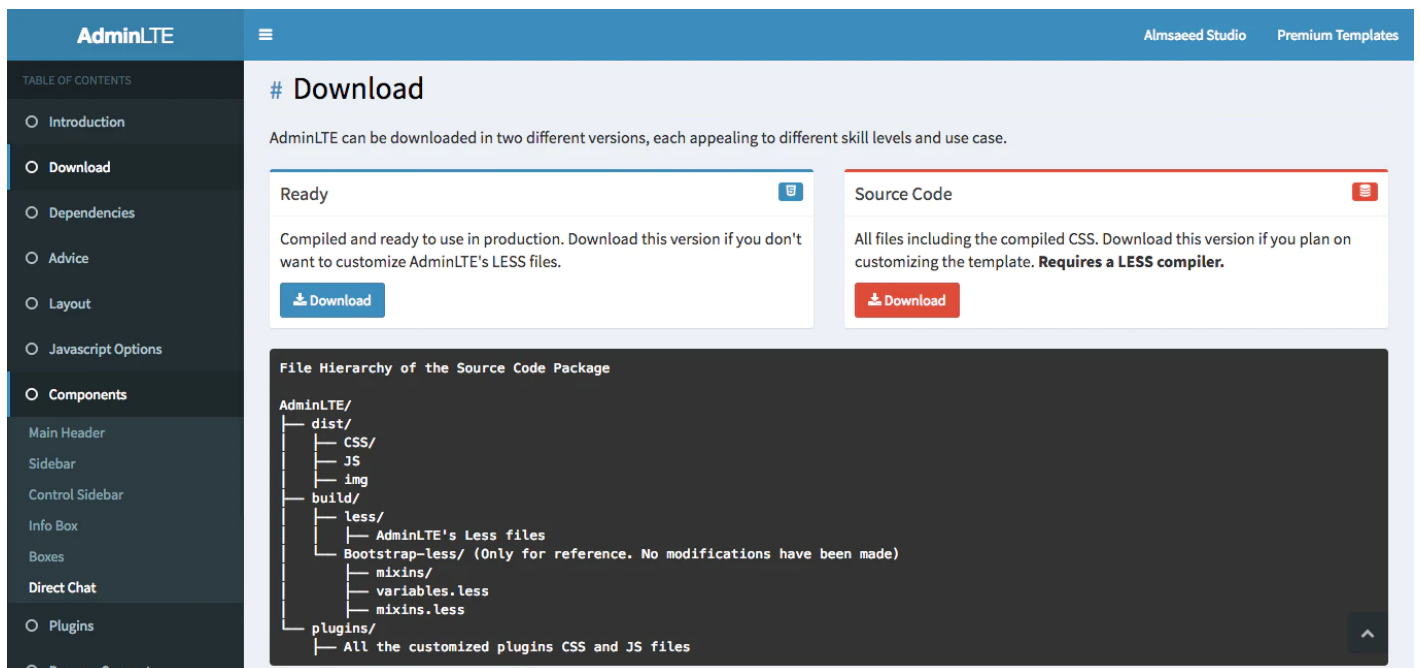 AdminLTE
Almsaeed Studio
Premium Templates
TABLE OF CONTENTS
Introduction
Download
Dependencies
Advice
Layout
Javascript Options
Components
Main Header
Sidebar
Control Sidebar
Info Box
Boxes
Direct Chat
Plugins
# Download
AdminLTE can be downloaded in two different versions, each appealing to different skill levels and use case.
Ready
Compiled and ready to use in production. Download this version if you don't
want to customize AdminLTE's LESS files.
Download
Source Code
All files including the compiled CSS. Download this version if you plan on
customizing the template. Requires a LESS compiler.
Download
File Hierarchy of the Source Code Package
AdminLTE/
├── dist/
│   ├── CSS/
│   ├── JS
│   ├── img
├── build/
│   ├── less/
│   │   ├── AdminLTE's Less files
│   └── Bootstrap-less/ (Only for reference. No modifications have been made)
│       ├── mixins/
│       ├── variables.less
│       ├── mixins.less
└── plugins/
    ├── All the customized plugins CSS and JS files